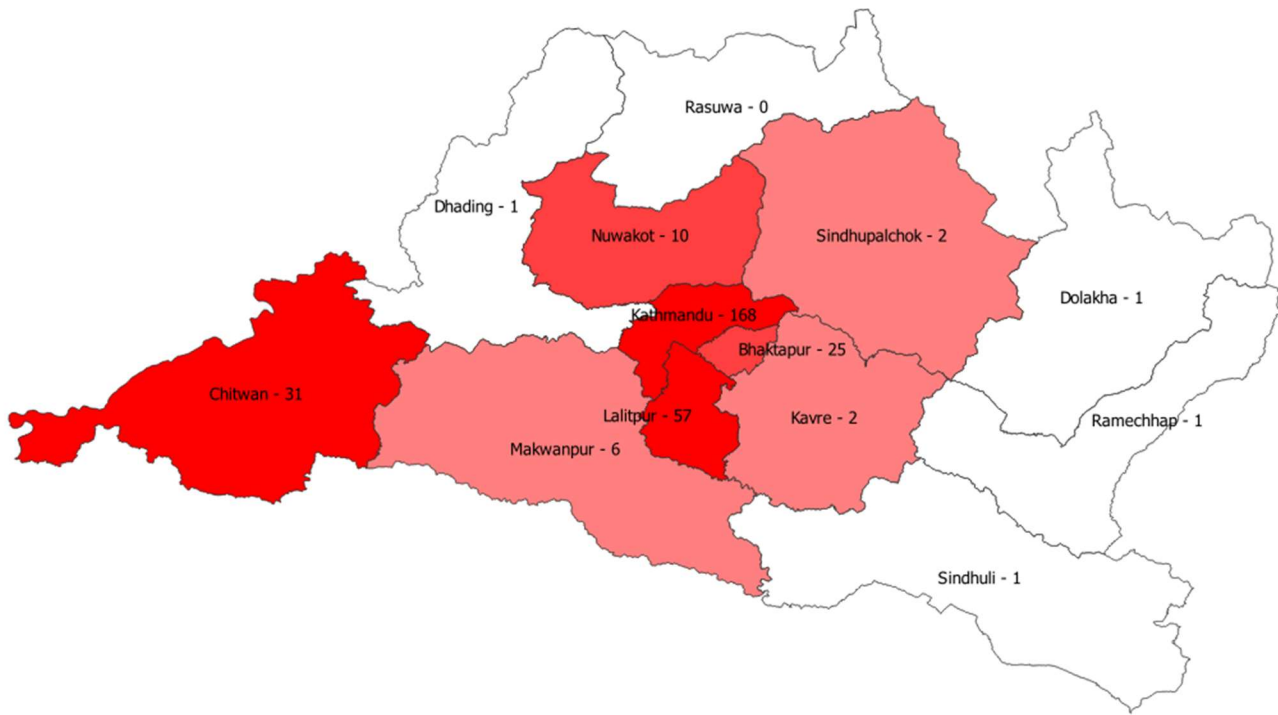 Rasuwa - 0
Dhading - 1
Nuwakot - 10
Sindhupalchok - 2
Dolakha - 1
Kathmandu - 168
Bhaktapur - 25
Chitwan - 31
Lalitpur - 57
Kavre - 2
Ramechhap - 1
Makwanpur - 6
Sindhuli - 1